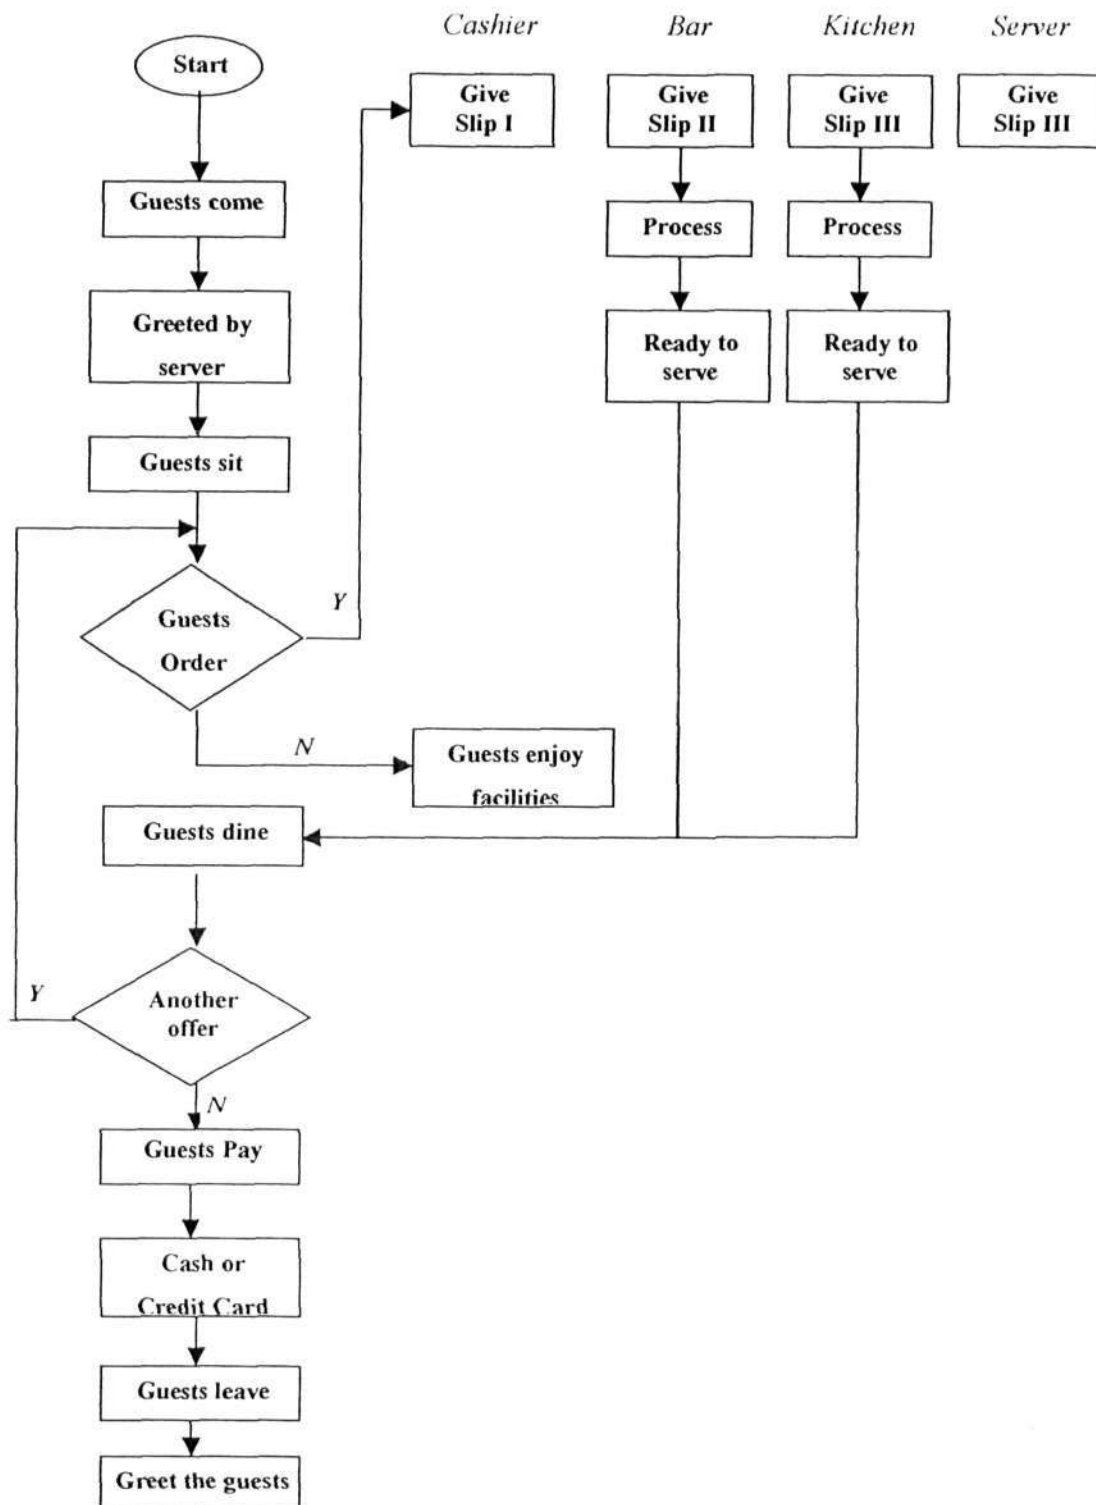 Cashier Bar Kitchen Server
Start
Give
Slip I
Give
Slip II
Give
Slip III
Give
Slip III
Guests come
Process
Process
Greeted by
server
Ready to
serve
Ready to
serve
Guests sit
Y
Guests
Order
N
Guests enjoy
facilities
Guests dine
Y
Another
offer
N
Guests Pay
Cash or
Credit Card
Guests leave
Greet the guests